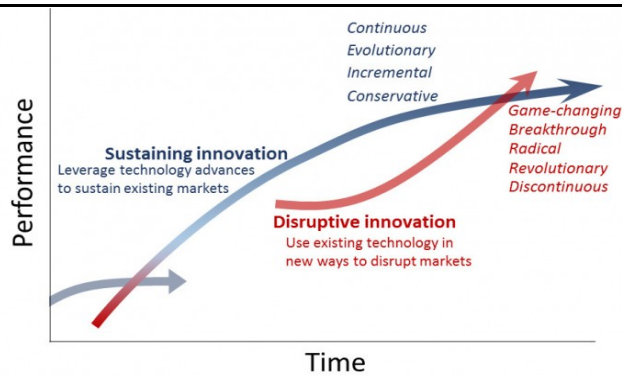 Continuous
Evolutionary
Incremental
Conservative
Game-changing
Breakthrough
Radical
Revolutionary
Discontinuous
Sustaining innovation
Leverage technology advances
to sustain existing markets
Disruptive innovation
Use existing technology in
new ways to disrupt markets
Performance
Time